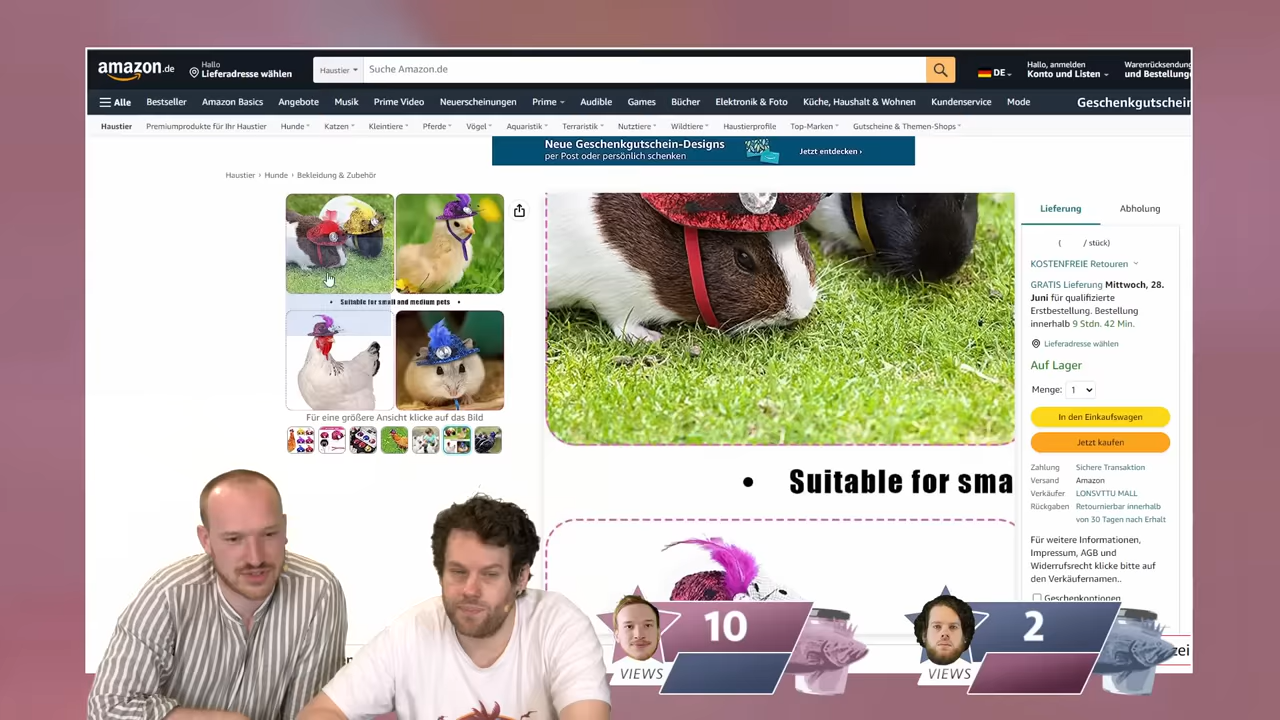 amazon.de
Hallo
Lieferadresse wählen
Haustier
Suche Amazon.de
DE
Hallo, anmelden
Konto und Listen
Warenrücksendung
und Bestellung
Alle
Bestseller
Amazon Basics
Angebote
Musik
Prime Video
Neuerscheinungen
Prime
Audible
Games
Bücher
Elektronik & Foto
Küche, Haushalt & Wohnen
Kundenservice
Mode
Geschenkgutschein
Haustier
Premiumprodukte für Ihr Haustier
Hunde
Katzen
Kleintiere
Pferde
Vögel
Aquaristik
Terraristik
Nutztiere
Wildtiere
Haustierprofile
Top-Marken
Gutscheine & Themen-Shops
Neue Geschenkgutschein-Designs
per Post oder persönlich schenken
Jetzt entdecken ›
Haustier › Hunde › Bekleidung & Zubehör
• Suitable for small and medium pets •
Für eine größere Ansicht klicke auf das Bild
• Suitable for sma
Lieferung
Abholung
( / stück)
KOSTENFREIE Retouren
GRATIS Lieferung Mittwoch, 28.
Juni für qualifizierte
Erstbestellung. Bestellung
innerhalb 9 Stdn. 42 Min.
Lieferadresse wählen
Auf Lager
Menge: 1
In den Einkaufswagen
Jetzt kaufen
Zahlung Sichere Transaktion
Versand Amazon
Verkäufer LONSVTTU MALL
Rückgaben Retournierbar innerhalb
von 30 Tagen nach Erhalt
Für weitere Informationen,
Impressum, AGB und
Widerrufsrecht klicke bitte auf
den Verkäufernamen..
Geschenkoptionen
10
VIEWS
2
VIEWS